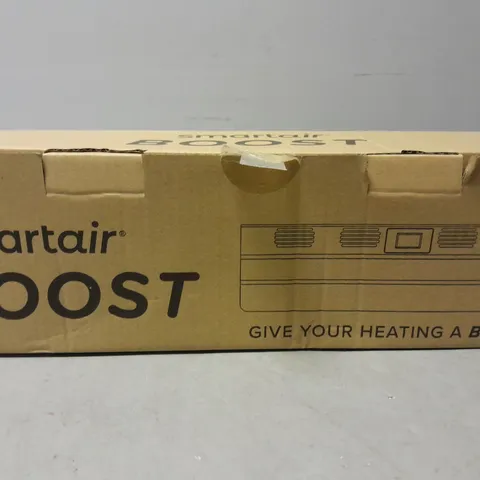 smartair
BOOST
artair®
OOST
GIVE YOUR HEATING A B